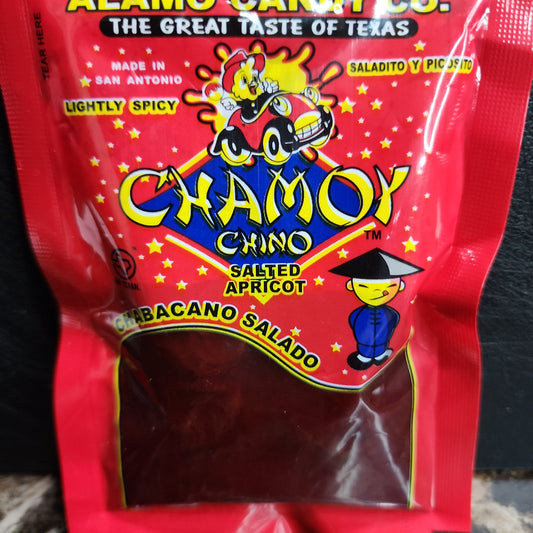 ALAMO CANDY CO.
THE GREAT TASTE OF TEXAS
TEAR HERE
MADE IN
SAN ANTONIO
SALADITO Y PICOSITO
LIGHTLY SPICY
CHAMOY
TM
CHINO
SALTED
APRICOT
CHABACANO SALADO